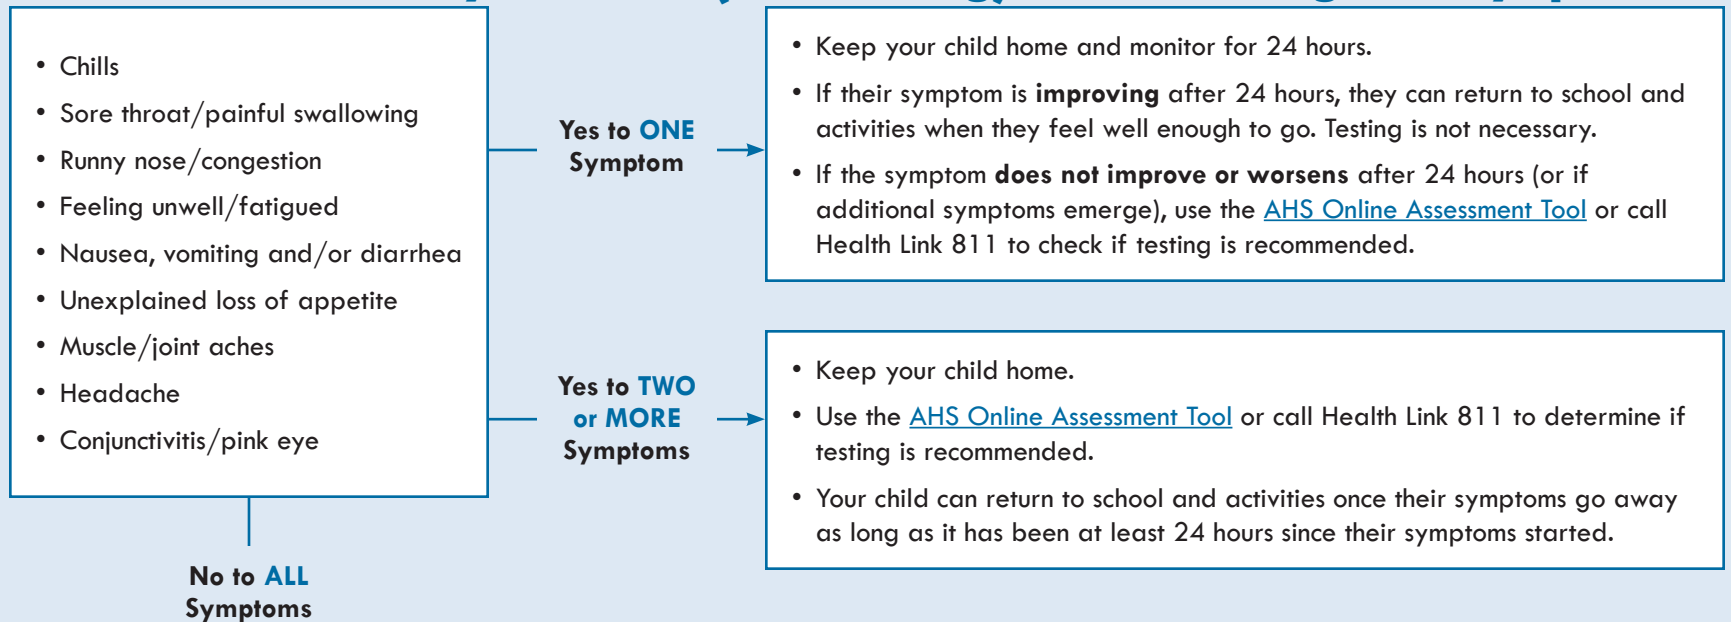 • Chills
• Sore throat/painful swallowing
• Runny nose/congestion
• Feeling unwell/fatigued
• Nausea, vomiting and/or diarrhea
• Unexplained loss of appetite
• Muscle/joint aches
• Headache
• Conjunctivitis/pink eye
Yes to ONE
Symptom
• Keep your child home and monitor for 24 hours.
• If their symptom is improving after 24 hours, they can return to school and
activities when they feel well enough to go. Testing is not necessary.
• If the symptom does not improve or worsens after 24 hours (or if
additional symptoms emerge), use the AHS Online Assessment Tool or call
Health Link 811 to check if testing is recommended.
Yes to TWO
or MORE
Symptoms
• Keep your child home.
• Use the AHS Online Assessment Tool or call Health Link 811 to determine if
testing is recommended.
• Your child can return to school and activities once their symptoms go away
as long as it has been at least 24 hours since their symptoms started.
No to ALL
Symptoms